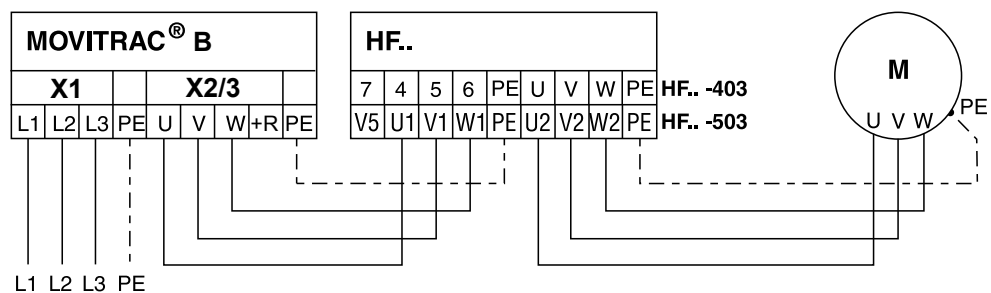 MOVITRAC® B
HF..
M
X1 X2/3
7 4 5 6 PE U V W PE HF.. -403
L1 L2 L3 PE U V W +R PE
V5 U1 V1 W1 PE U2 V2 W2 PE HF.. -503
U V W PE
L1 L2 L3 PE